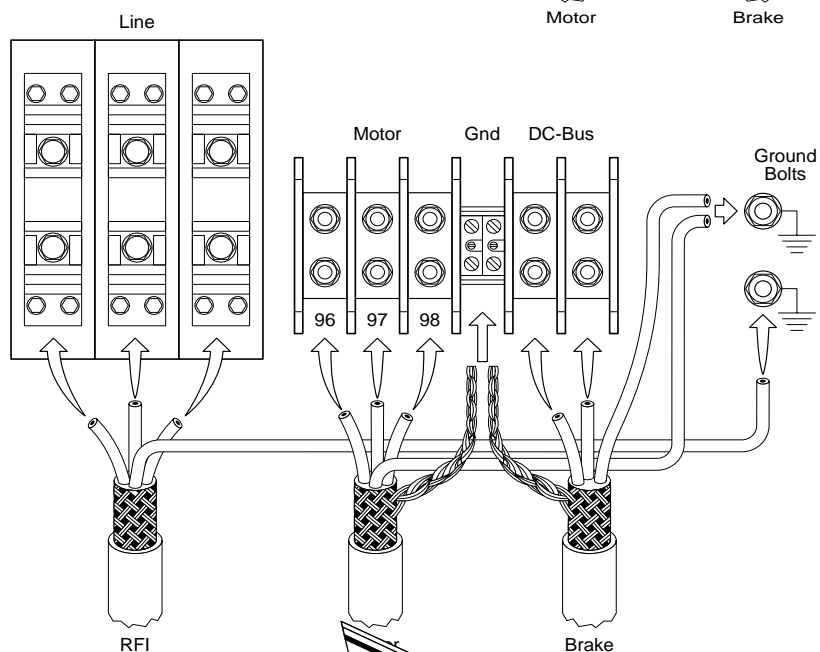 Motor Brake
Line
Motor Gnd DC-Bus
Ground
Bolts
96 97 98
RFI Brake